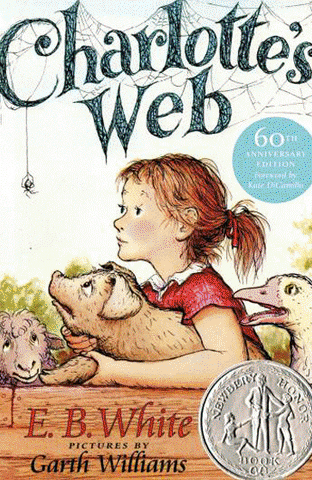 Charlotte's
Web
60TH
ANNIVERSARY
EDITION
Foreword by
Kate DiCamillo
E. B. White
PICTURES BY
Garth Williams
NEWBERY HONOR
BOOK